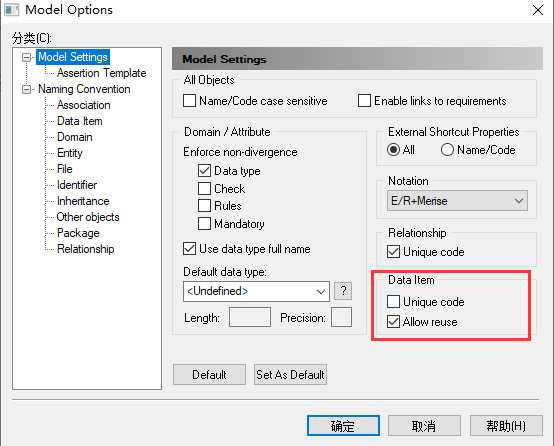 Model Options
分类(C):
Model Settings
Assertion Template
Naming Convention
Association
Data Item
Domain
Entity
File
Identifier
Inheritance
Other objects
Package
Relationship
Model Settings
All Objects
Name/Code case sensitive
Enable links to requirements
Domain / Attribute
Enforce non-divergence
Data type
Check
Rules
Mandatory
Use data type full name
Default data type:
<Undefined>
?
Length:
Precision:
External Shortcut Properties
All
Name/Code
Notation
E/R+Merise
Relationship
Unique code
Data Item
Unique code
Allow reuse
Default
Set As Default
确定
取消
帮助(H)